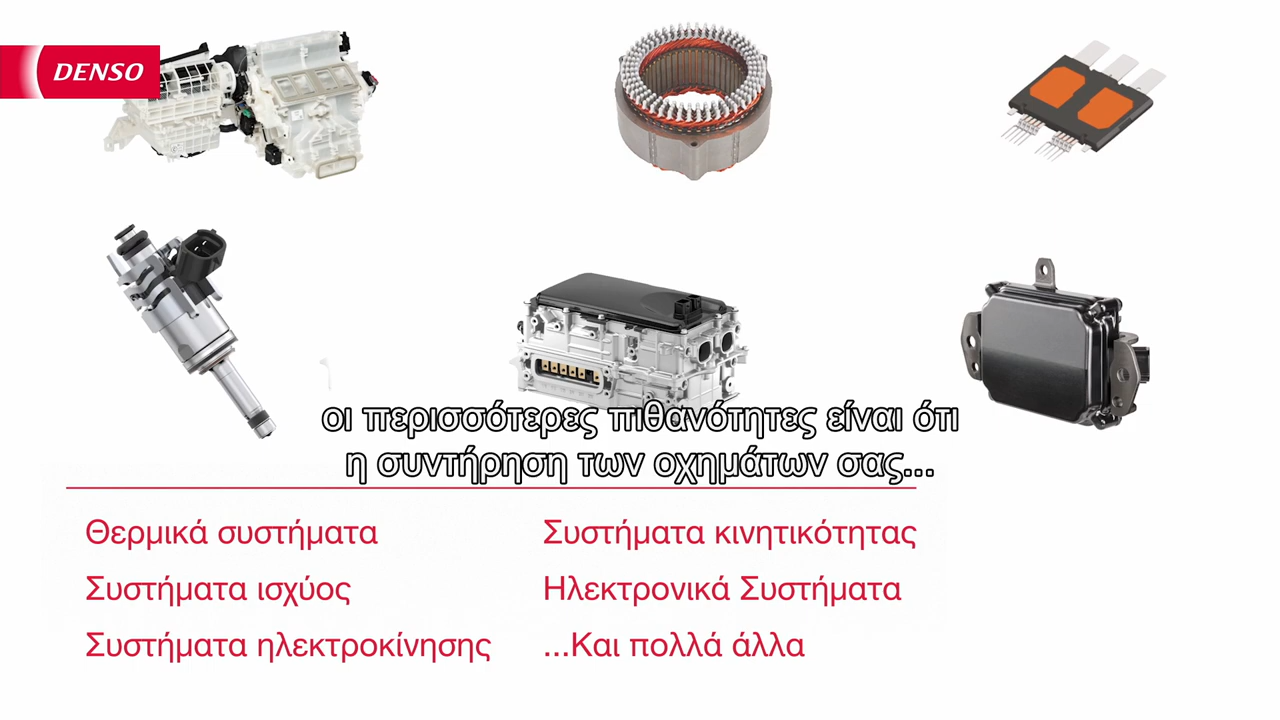 DENSO
οι περισσότερες πιθανότητες είναι ότι
η συντήρηση των οχημάτων σας...
Θερμικά συστήματα
Συστήματα ισχύος
Συστήματα ηλεκτροκίνησης
Συστήματα κινητικότητας
Ηλεκτρονικά Συστήματα
...Και πολλά άλλα